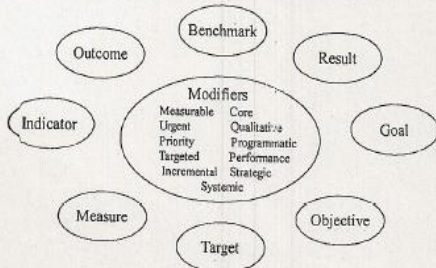 Benchmark
Outcome
Result
Modifiers
Measurable Core
Urgent Qualitative
Priority Programmatic
Targeted Performance
Incremental Strategic
Systemic
Indicator
Goal
Measure
Objective
Target